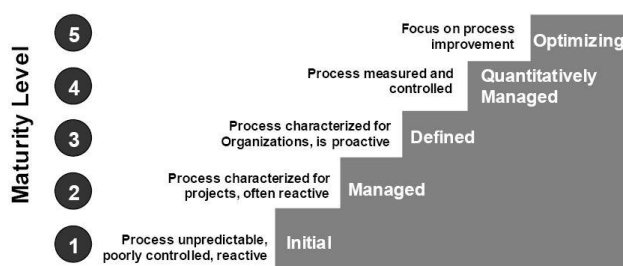 Maturity Level
5
Focus on process
improvement
Optimizing
4
Process measured and
controlled
Quantitatively
Managed
3
Process characterized for
Organizations, is proactive
Defined
2
Process characterized for
projects, often reactive
Managed
1
Process unpredictable,
poorly controlled, reactive
Initial